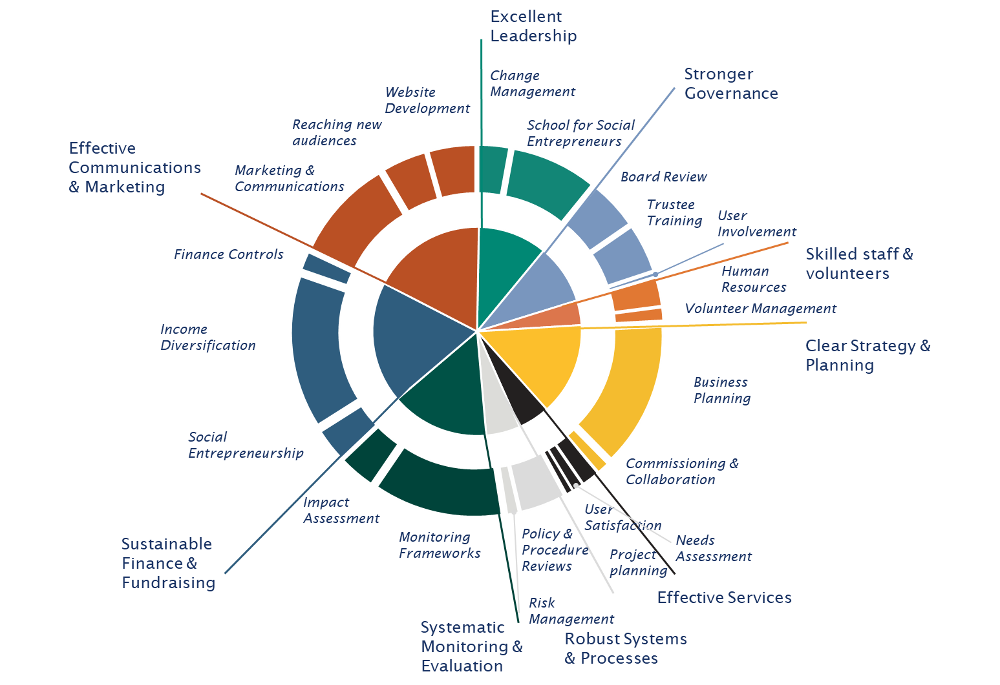 Excellent
Leadership
Change
Management
School for Social
Entrepreneurs
Stronger
Governance
Board Review
Trustee
Training
User
Involvement
Skilled staff &
volunteers
Human
Resources
Volunteer Management
Clear Strategy &
Planning
Business
Planning
Commissioning &
Collaboration
Effective Services
Needs
Assessment
Project
planning
User
Satisfaction
Robust Systems
& Processes
Policy &
Procedure
Reviews
Risk
Management
Systematic
Monitoring &
Evaluation
Monitoring
Frameworks
Impact
Assessment
Sustainable
Finance &
Fundraising
Social
Entrepreneurship
Income
Diversification
Finance Controls
Effective
Communications
& Marketing
Marketing &
Communications
Reaching new
audiences
Website
Development